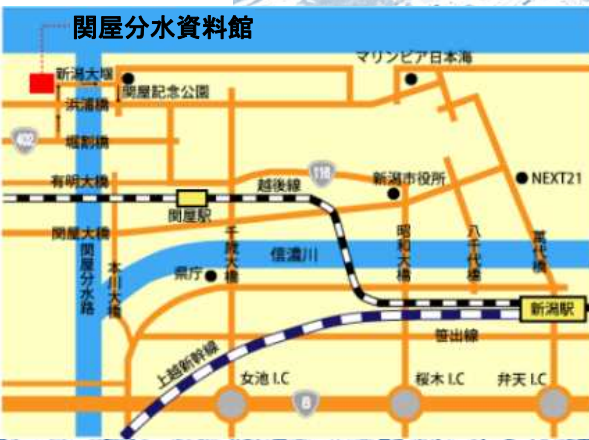 関屋分水資料館
マリンピア日本海
新潟大堰
関屋記念公園
浜浦橋
402
堀割橋
有明大橋
越後線
116
新潟市役所
NEXT21
関屋駅
関屋大橋
関屋分水路
本川大橋
千歳大橋
信濃川
昭和大橋
八千代橋
萬代橋
県庁
新潟駅
笹出線
上越新幹線
女池 I.C
8
桜木 I.C
弁天 I.C